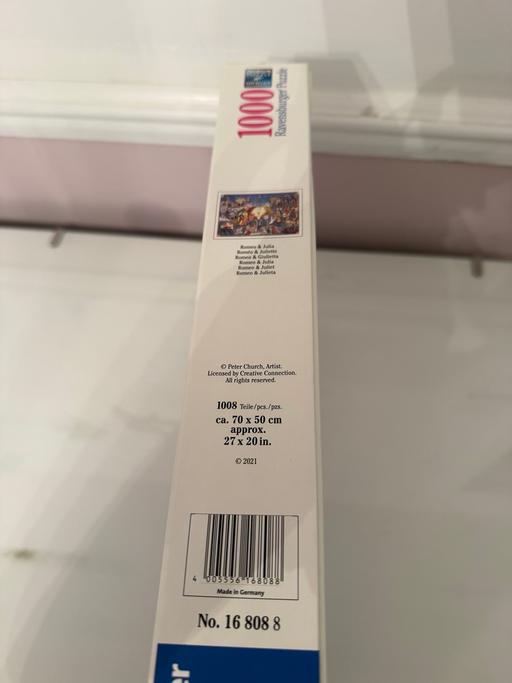 1000
Ravensburger Puzzle
Romeo & Julia
Roméo & Juliette
Romeo & Giulietta
Romeo & Julia
Romeo & Juliet
Romeo & Julieta
© Peter Church, Artist.
Licensed by Creative Connection.
All rights reserved.
1008 Teile/pcs./pzs.
ca. 70 x 50 cm
approx.
27 x 20 in.
© 2021
4 005556 168088
Made in Germany
No. 16 808 8
er